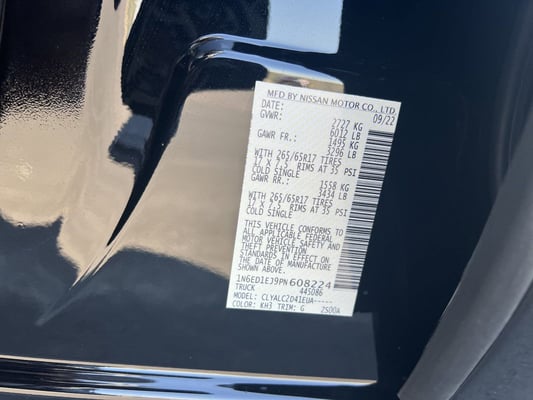 MFD BY NISSAN MOTOR CO., LTD
DATE: 09/22
GVWR: 2727 KG
6012 LB
GAWR FR.: 1495 KG
3296 LB
WITH 265/65R17 TIRES
17 X 7.5 RIMS AT 35 PSI
COLD SINGLE
GAWR RR.: 1558 KG
3434 LB
WITH 265/65R17 TIRES
17 X 7.5 RIMS AT 35 PSI
COLD SINGLE
THIS VEHICLE CONFORMS TO
ALL APPLICABLE FEDERAL
MOTOR VEHICLE SAFETY AND
THEFT PREVENTION
STANDARDS IN EFFECT ON
THE DATE OF MANUFACTURE
SHOWN ABOVE.
1N6ED1EJ9PN608224
TRUCK 445086
MODEL: CLYALC2D41EUA-----
COLOR: KH3 TRIM: G 2S00A